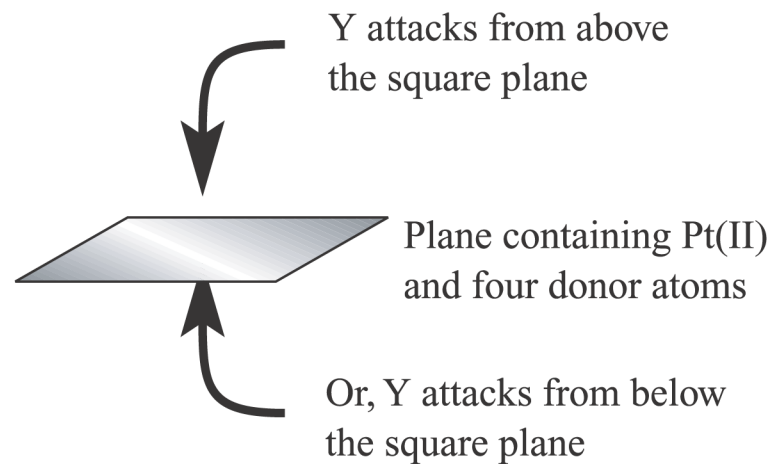 Y attacks from above
the square plane
Plane containing Pt(II)
and four donor atoms
Or, Y attacks from below
the square plane